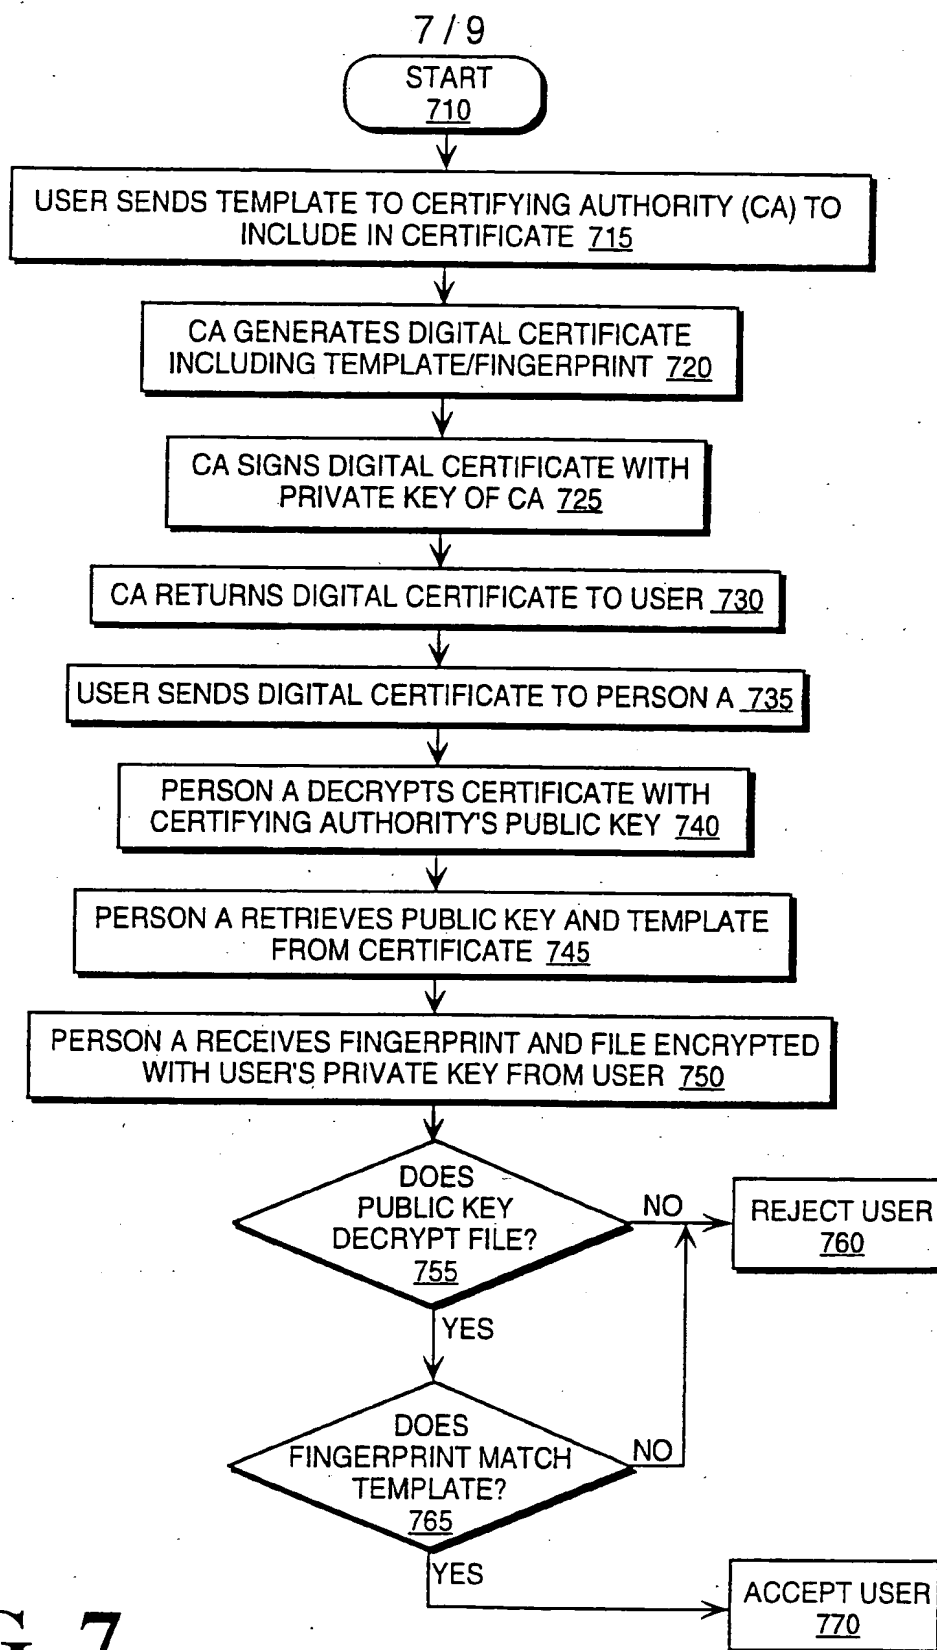 7 / 9
START
710
USER SENDS TEMPLATE TO CERTIFYING AUTHORITY (CA) TO
INCLUDE IN CERTIFICATE 715
CA GENERATES DIGITAL CERTIFICATE
INCLUDING TEMPLATE/FINGERPRINT 720
CA SIGNS DIGITAL CERTIFICATE WITH
PRIVATE KEY OF CA 725
CA RETURNS DIGITAL CERTIFICATE TO USER 730
USER SENDS DIGITAL CERTIFICATE TO PERSON A 735
PERSON A DECRYPTS CERTIFICATE WITH
CERTIFYING AUTHORITY'S PUBLIC KEY 740
PERSON A RETRIEVES PUBLIC KEY AND TEMPLATE
FROM CERTIFICATE 745
PERSON A RECEIVES FINGERPRINT AND FILE ENCRYPTED
WITH USER'S PRIVATE KEY FROM USER 750
DOES
PUBLIC KEY
DECRYPT FILE?
755
NO
REJECT USER
760
YES
DOES
FINGERPRINT MATCH
TEMPLATE?
765
NO
YES
ACCEPT USER
770
7